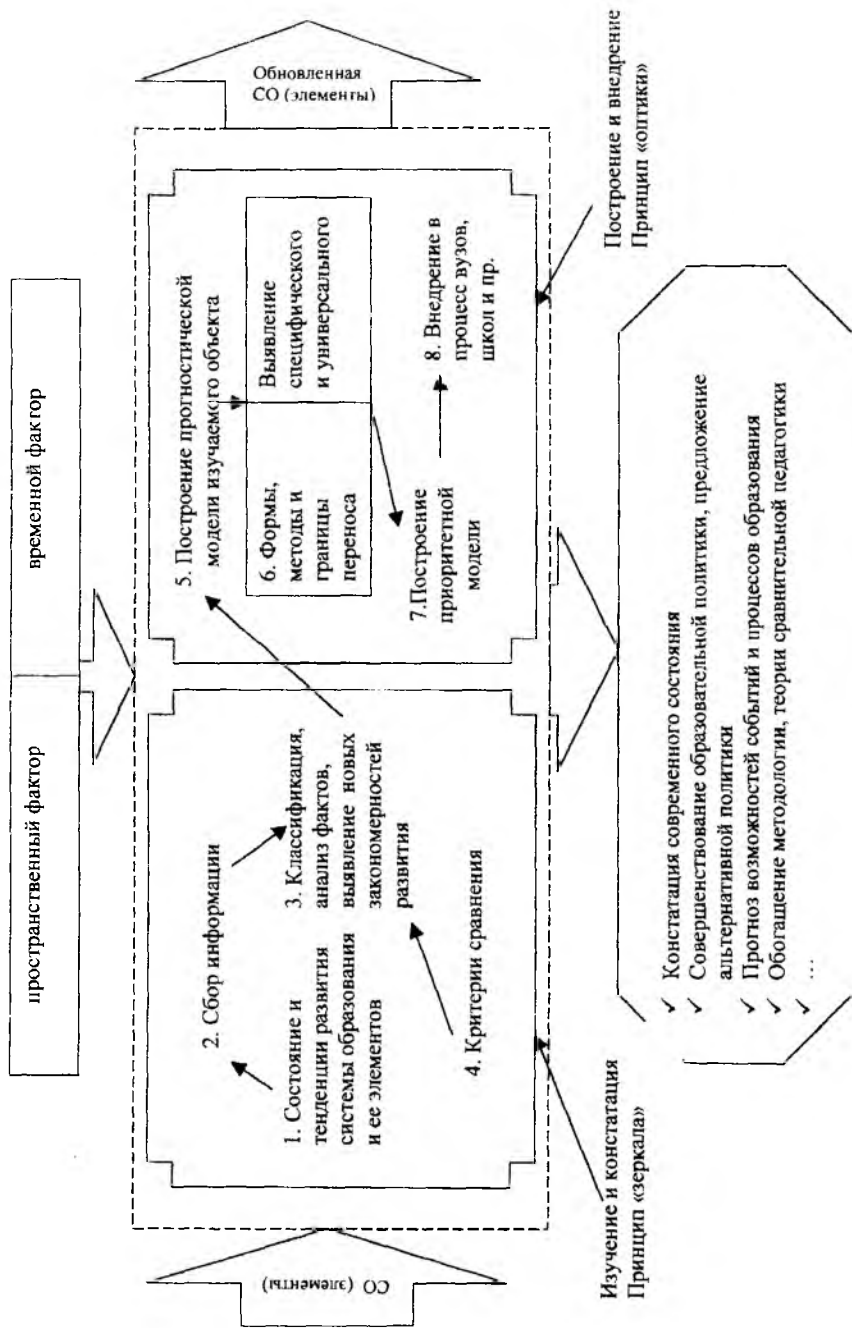 пространственный фактор
временной фактор
СО (элементы)
1. Состояние и
тенденции развития
системы образования
и ее элементов
2. Сбор информации
3. Классификация,
анализ фактов,
выявление новых
закономерностей
развития
4. Критерии сравнения
5. Построение прогностической
модели изучаемого объекта
6. Формы,
методы и
границы
переноса
Выявление
специфического
и универсального
7.Построение
приоритетной
модели
8. Внедрение в
процесс вузов,
школ и пр.
Обновленная
СО (элементы)
Изучение и констатация
Принцип «зеркала»
Построение и внедрение
Принцип «оптики»
✓ Констатация современного состояния
✓ Совершенствование образовательной политики, предложение
альтернативной политики
✓ Прогноз возможностей событий и процессов образования
✓ Обогащение методологии, теории сравнительной педагогики
✓ …